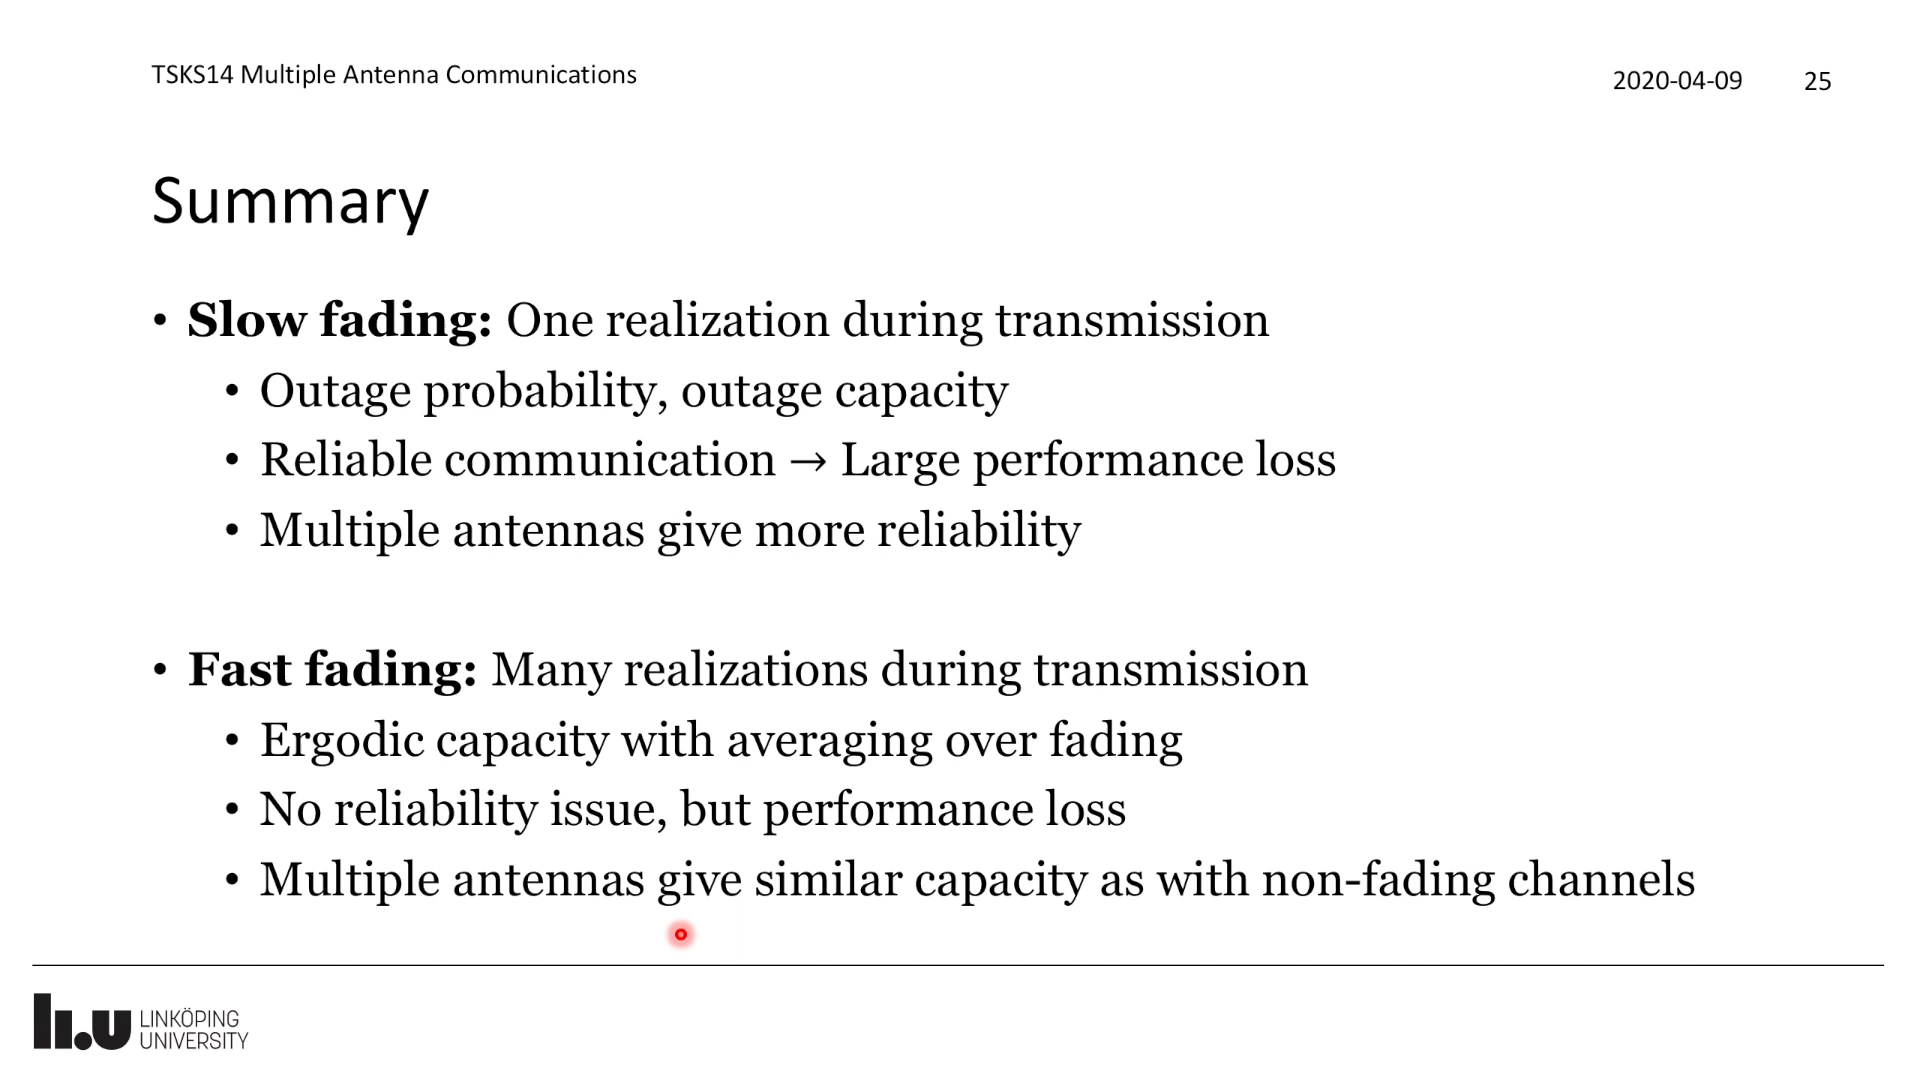 TSKS14 Multiple Antenna Communications
2020-04-09 25
Summary
• Slow fading: One realization during transmission
• Outage probability, outage capacity
• Reliable communication → Large performance loss
• Multiple antennas give more reliability
• Fast fading: Many realizations during transmission
• Ergodic capacity with averaging over fading
• No reliability issue, but performance loss
• Multiple antennas give similar capacity as with non-fading channels
li.u
LINKÖPING
UNIVERSITY